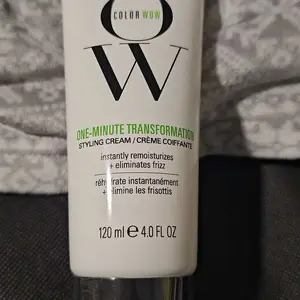 COLOR WOW
OW
ONE-MINUTE TRANSFORMATION
STYLING CREAM / CRÈME COIFFANTE
instantly remoisturizes
+ eliminates frizz
réhydrate instantanément
+ élimine les frisottis
120 ml ℮ 4.0 FL OZ